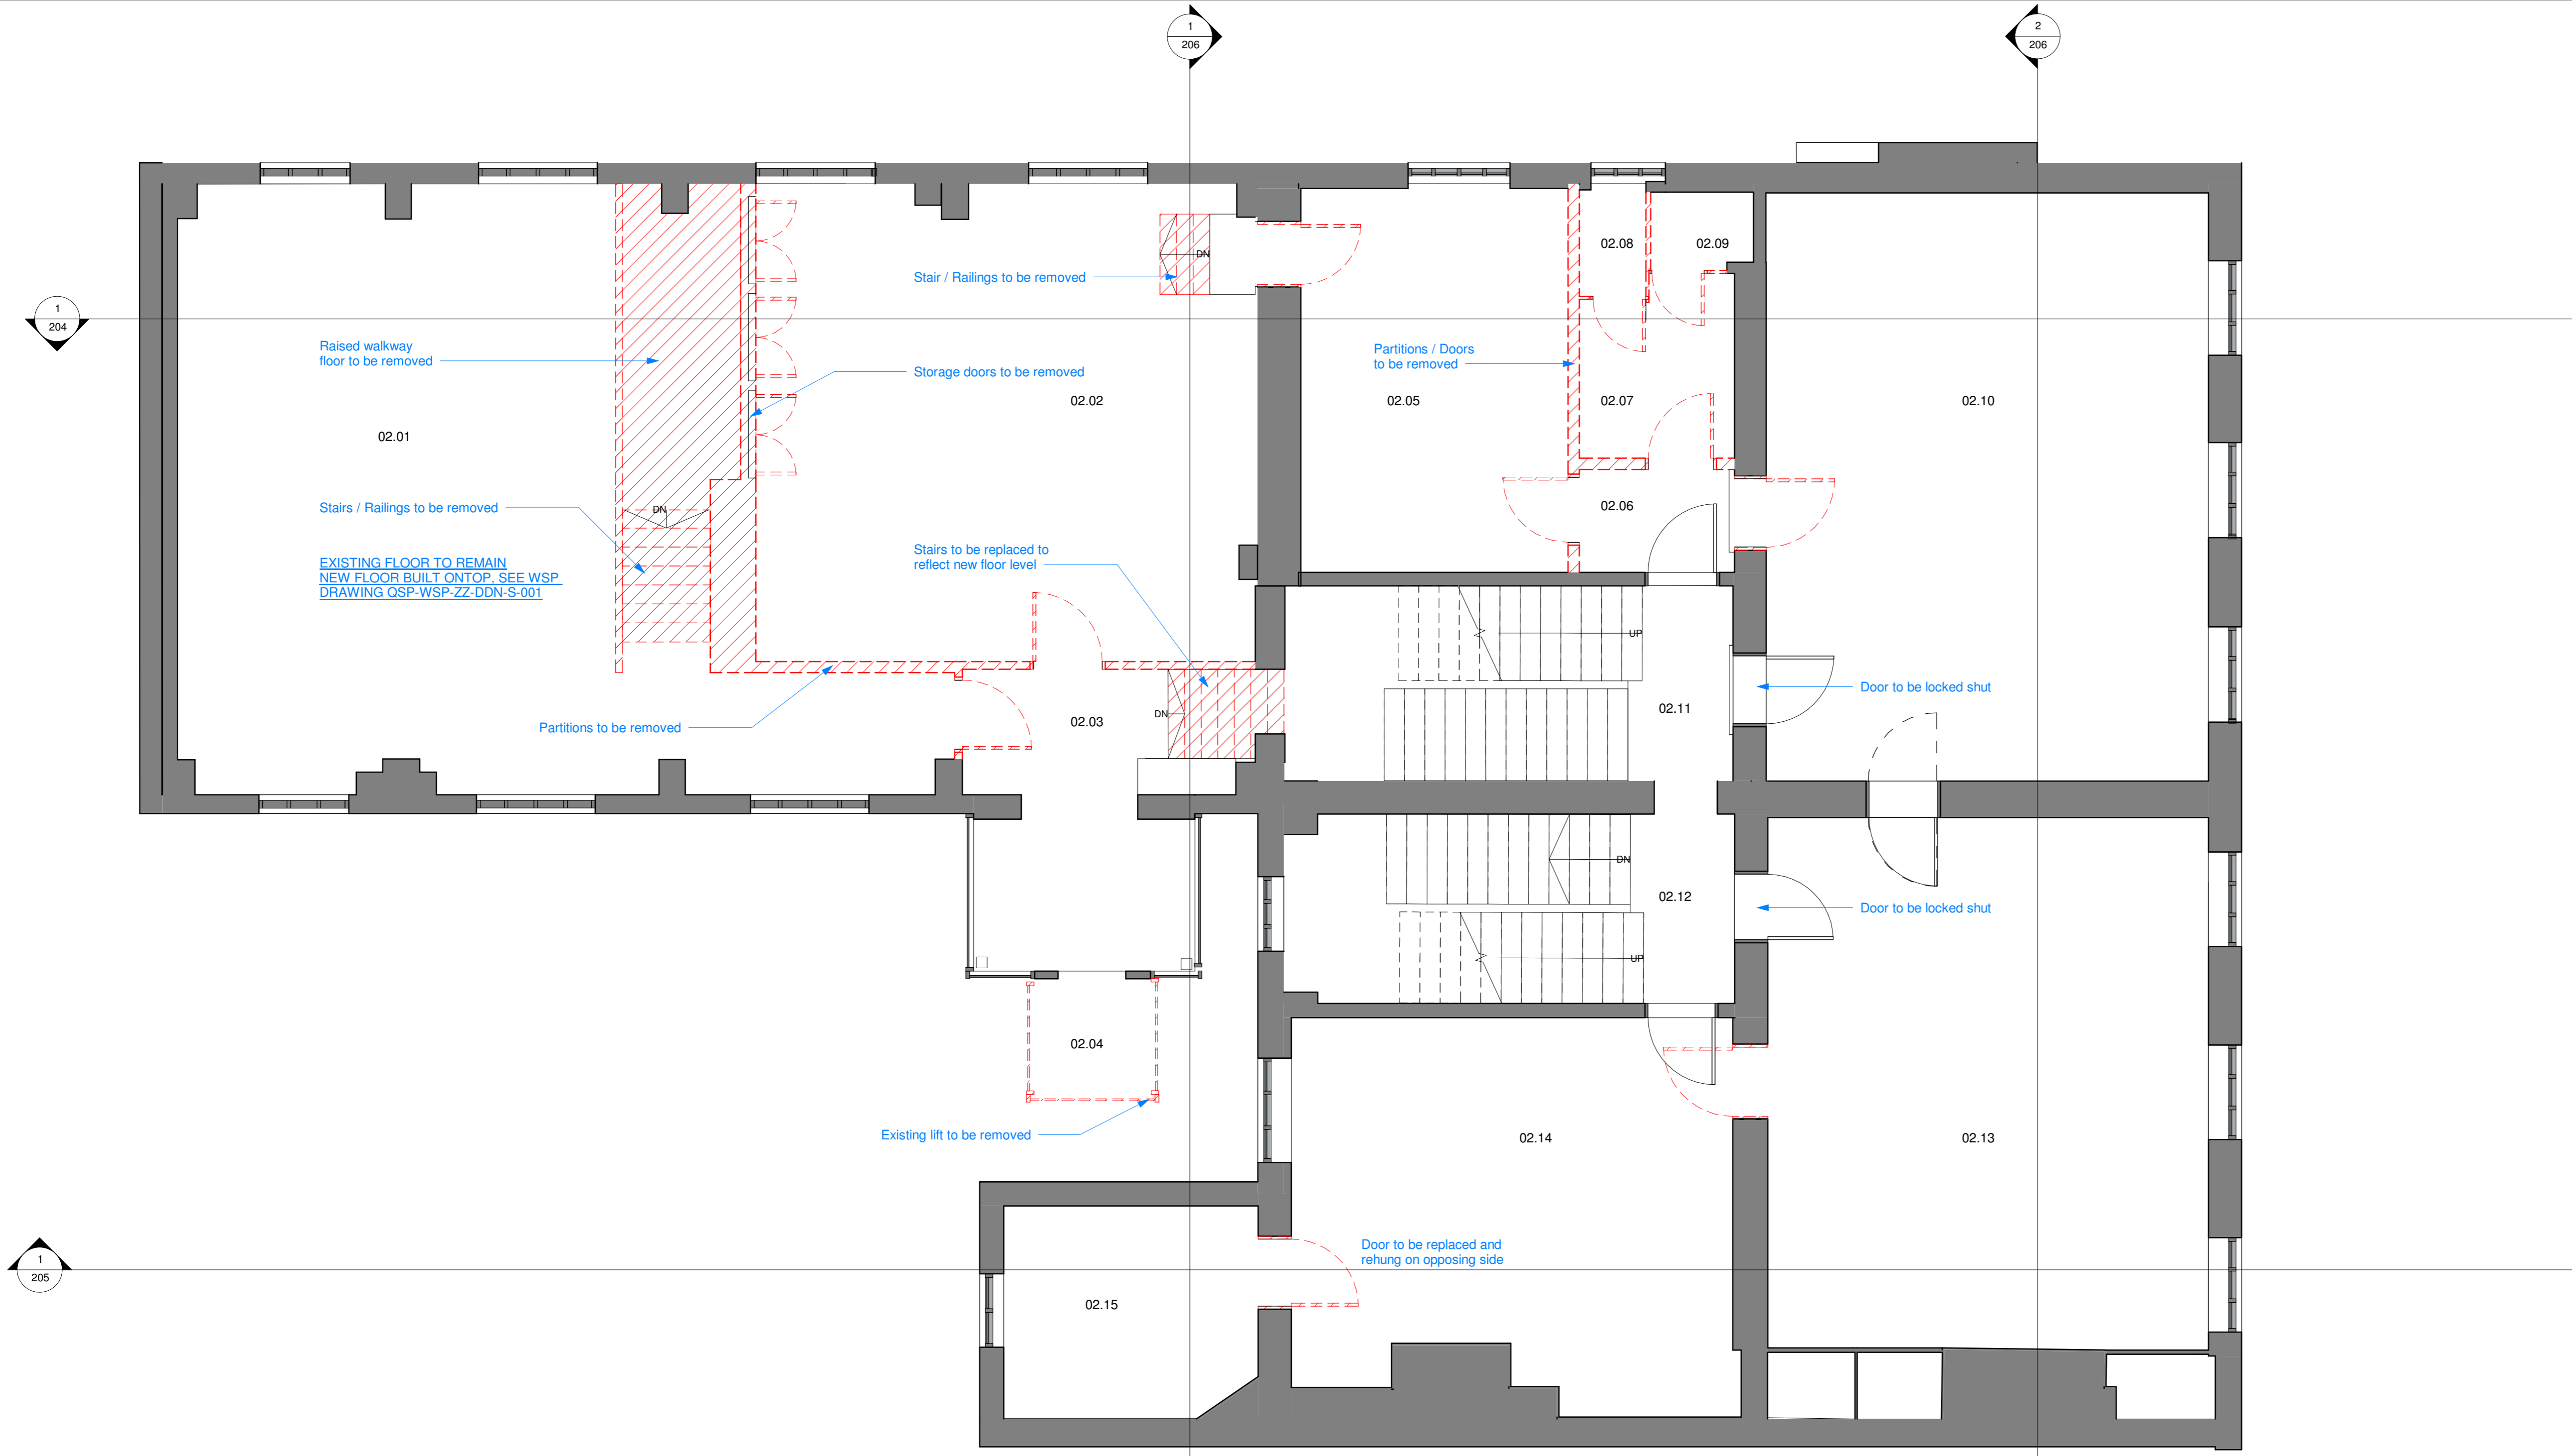 1
206
2
206
02.08
02.09
Stair / Railings to be removed
DN
1
204
Raised walkway
floor to be removed
Partitions / Doors
to be removed
Storage doors to be removed
02.02
02.05
02.07
02.10
02.01
Stairs / Railings to be removed
DN
02.06
EXISTING FLOOR TO REMAIN
NEW FLOOR BUILT ONTOP, SEE WSP
DRAWING QSP-WSP-ZZ-DDN-S-001
Stairs to be replaced to
reflect new floor level
UP
Door to be locked shut
02.11
DN
02.03
Partitions to be removed
DN
02.12
Door to be locked shut
UP
02.04
Existing lift to be removed
02.14
02.13
Door to be replaced and
rehung on opposing side
1
205
02.15